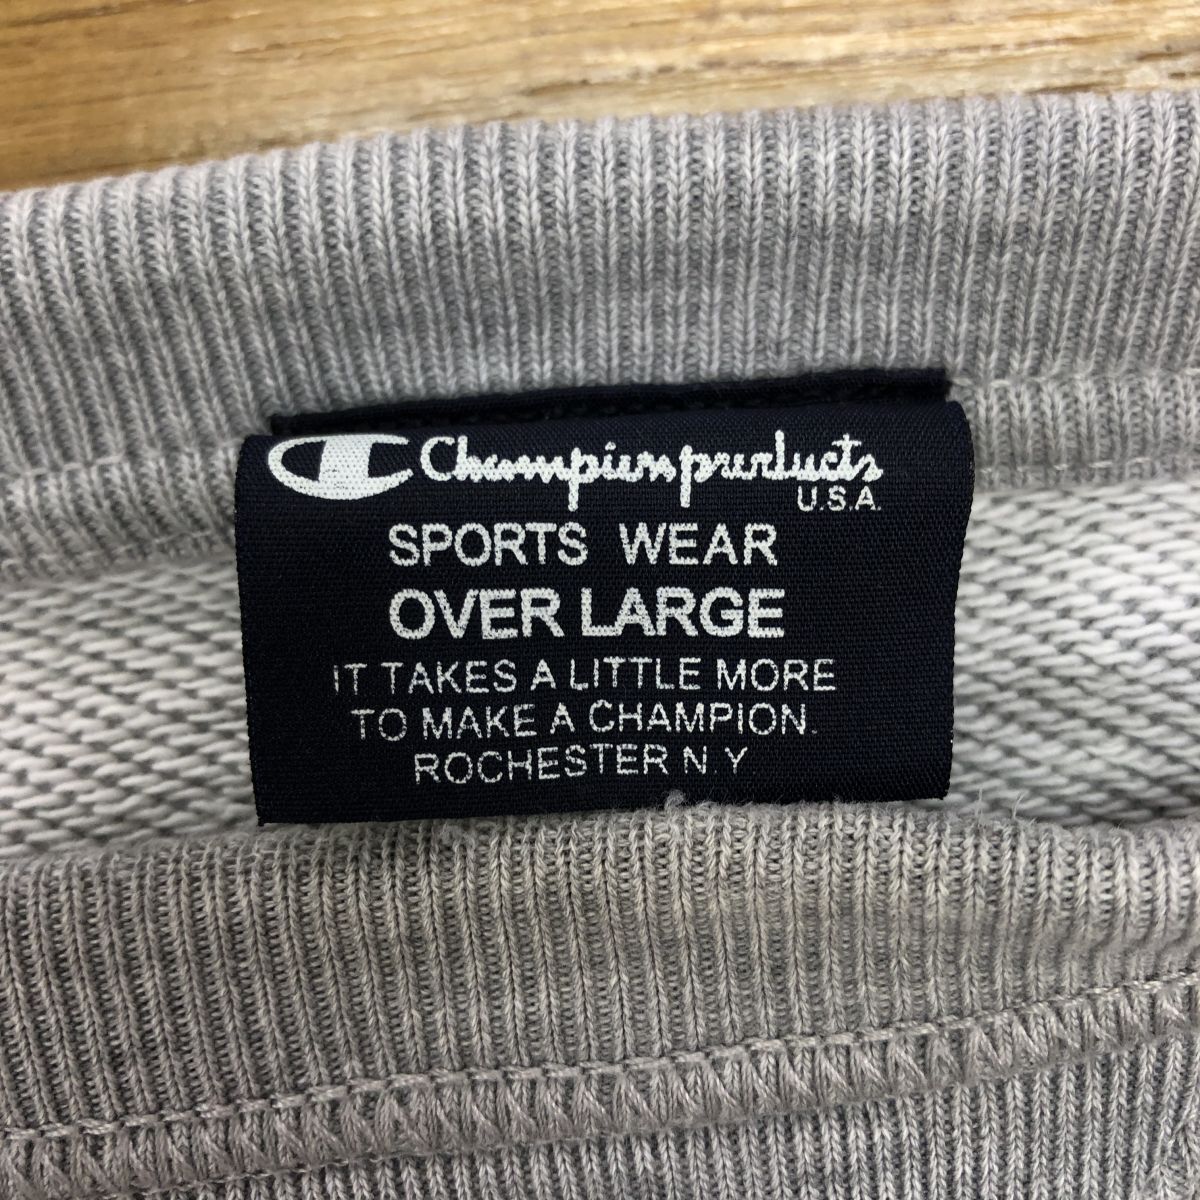 Champion products
U.S.A.
SPORTS WEAR
OVER LARGE
IT TAKES A LITTLE MORE
TO MAKE A CHAMPION.
ROCHESTER N.Y